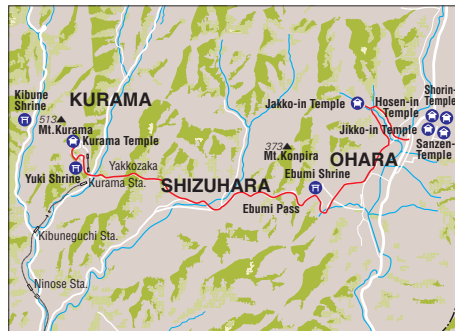 Kibune
Shrine
KURAMA
513
Mt.Kurama
Kurama Temple
Yuki Shrine
Yakkozaka
Kurama Sta.
SHIZUHARA
Kibuneguchi Sta.
Ninose Sta.
Jakko-in Temple
373
Mt.Konpira
Ebumi Shrine
Ebumi Pass
OHARA
Shorin-
Temple
Hosen-in
Temple
Jikko-in Temple
Sanzen-
Temple